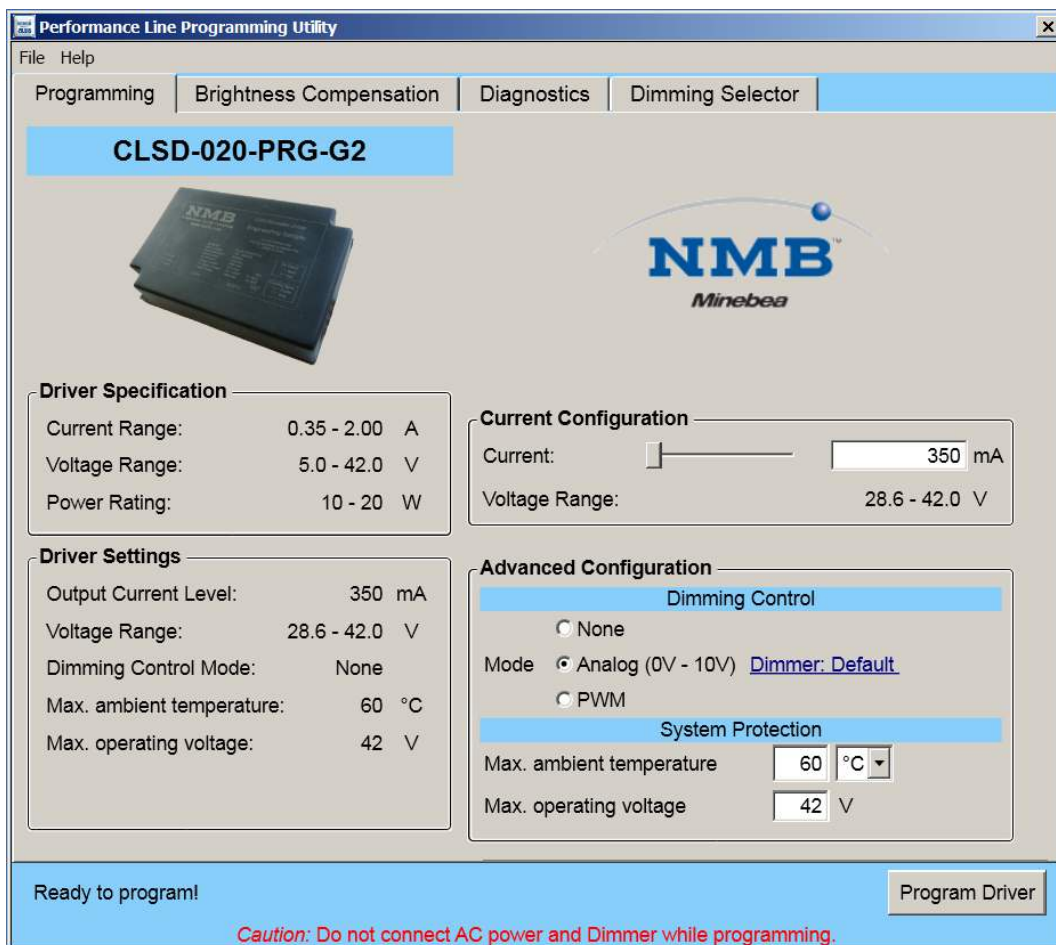 Performance Line Programming Utility
File Help
Programming Brightness Compensation Diagnostics Dimming Selector
CLSD-020-PRG-G2
NMB
NMB™
Minebea
Driver Specification
Current Range: 0.35 - 2.00 A
Voltage Range: 5.0 - 42.0 V
Power Rating: 10 - 20 W
Current Configuration
Current: 350 mA
Voltage Range: 28.6 - 42.0 V
Driver Settings
Output Current Level: 350 mA
Voltage Range: 28.6 - 42.0 V
Dimming Control Mode: None
Max. ambient temperature: 60 °C
Max. operating voltage: 42 V
Advanced Configuration
Dimming Control
None
Mode Analog (0V - 10V) Dimmer: Default
PWM
System Protection
Max. ambient temperature 60 °C
Max. operating voltage 42 V
Ready to program!
Program Driver
Caution: Do not connect AC power and Dimmer while programming.